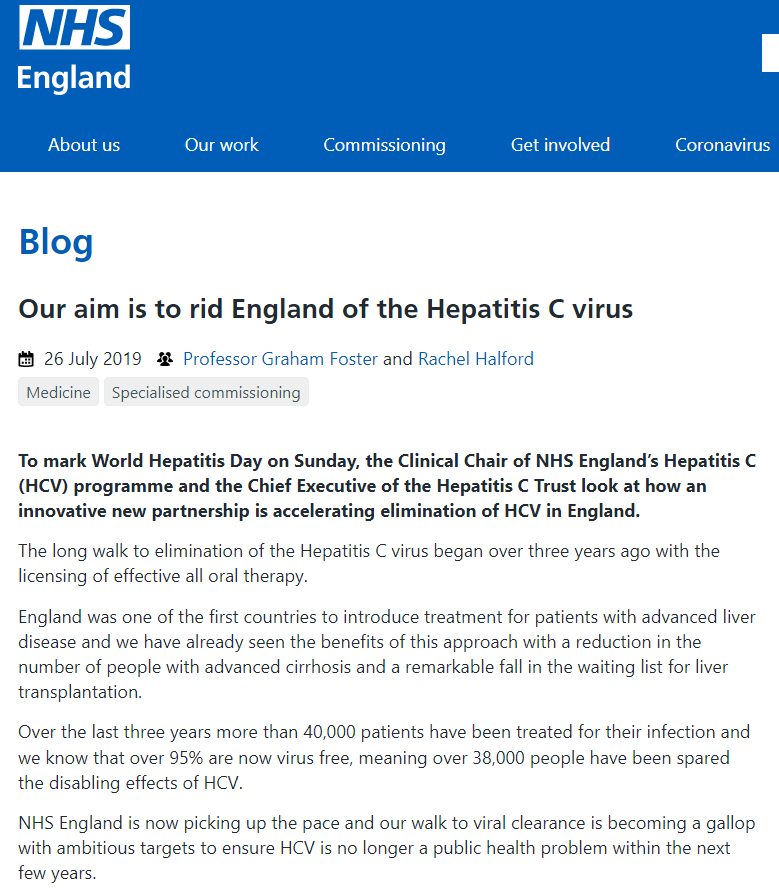 NHS
England
About us Our work Commissioning Get involved Coronavirus
Blog
Our aim is to rid England of the Hepatitis C virus
26 July 2019 Professor Graham Foster and Rachel Halford
Medicine Specialised commissioning
To mark World Hepatitis Day on Sunday, the Clinical Chair of NHS England’s Hepatitis C
(HCV) programme and the Chief Executive of the Hepatitis C Trust look at how an
innovative new partnership is accelerating elimination of HCV in England.
The long walk to elimination of the Hepatitis C virus began over three years ago with the
licensing of effective all oral therapy.
England was one of the first countries to introduce treatment for patients with advanced liver
disease and we have already seen the benefits of this approach with a reduction in the
number of people with advanced cirrhosis and a remarkable fall in the waiting list for liver
transplantation.
Over the last three years more than 40,000 patients have been treated for their infection and
we know that over 95% are now virus free, meaning over 38,000 people have been spared
the disabling effects of HCV.
NHS England is now picking up the pace and our walk to viral clearance is becoming a gallop
with ambitious targets to ensure HCV is no longer a public health problem within the next
few years.